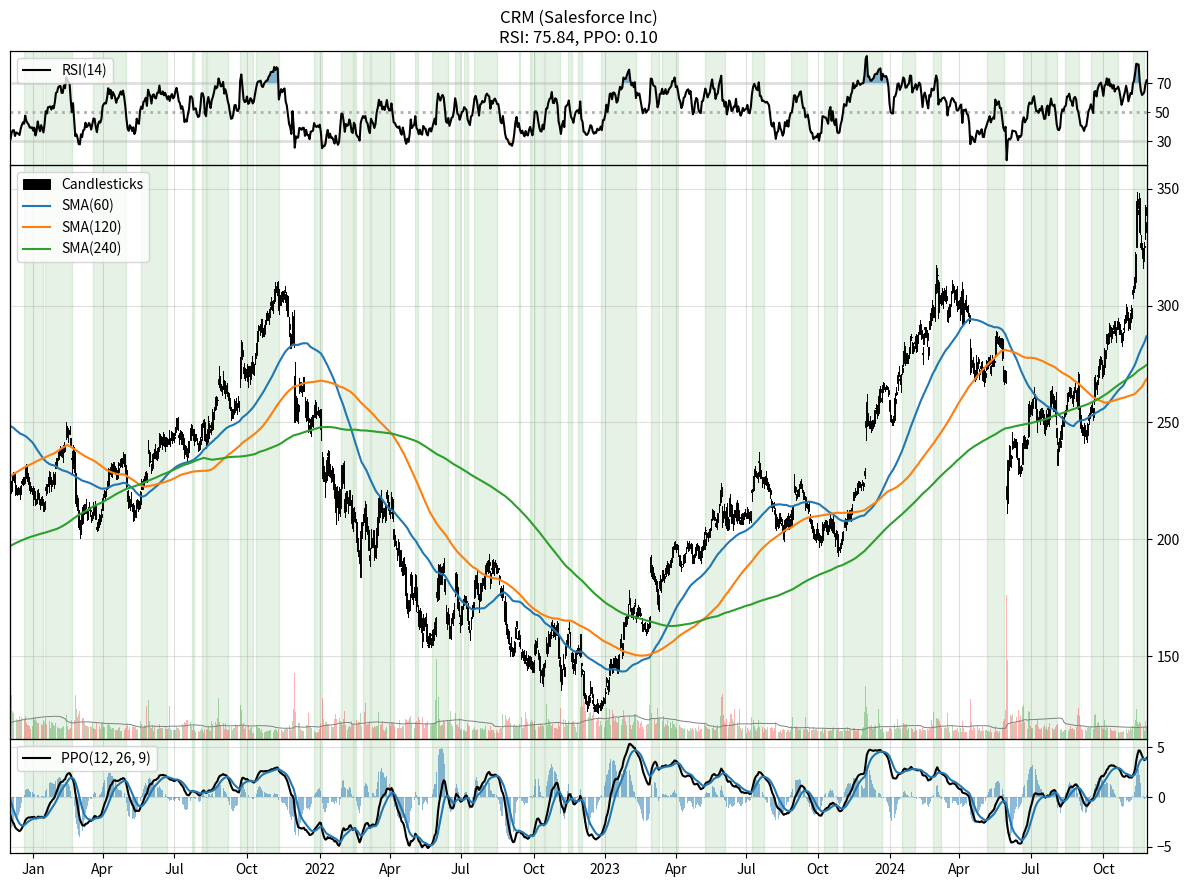 CRM (Salesforce Inc)
RSI: 75.84, PPO: 0.10
RSI(14)
70
50
30
Candlesticks
SMA(60)
SMA(120)
SMA(240)
350
300
250
200
150
PPO(12, 26, 9)
5
0
−5
Jan Apr Jul Oct 2022 Apr Jul Oct 2023 Apr Jul Oct 2024 Apr Jul Oct